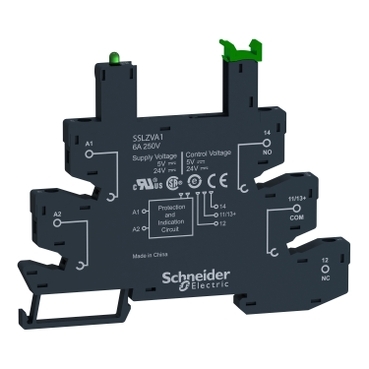 SSLZVA1
6A 250V
Supply Voltage
5V
24V
Control Voltage
5V
24V
A1
14
NO
A2
11/13+
COM
12
NC
A1
A2
Protection
and
Indication
Circuit
14
11/13+
12
Made in China
Schneider
Electric